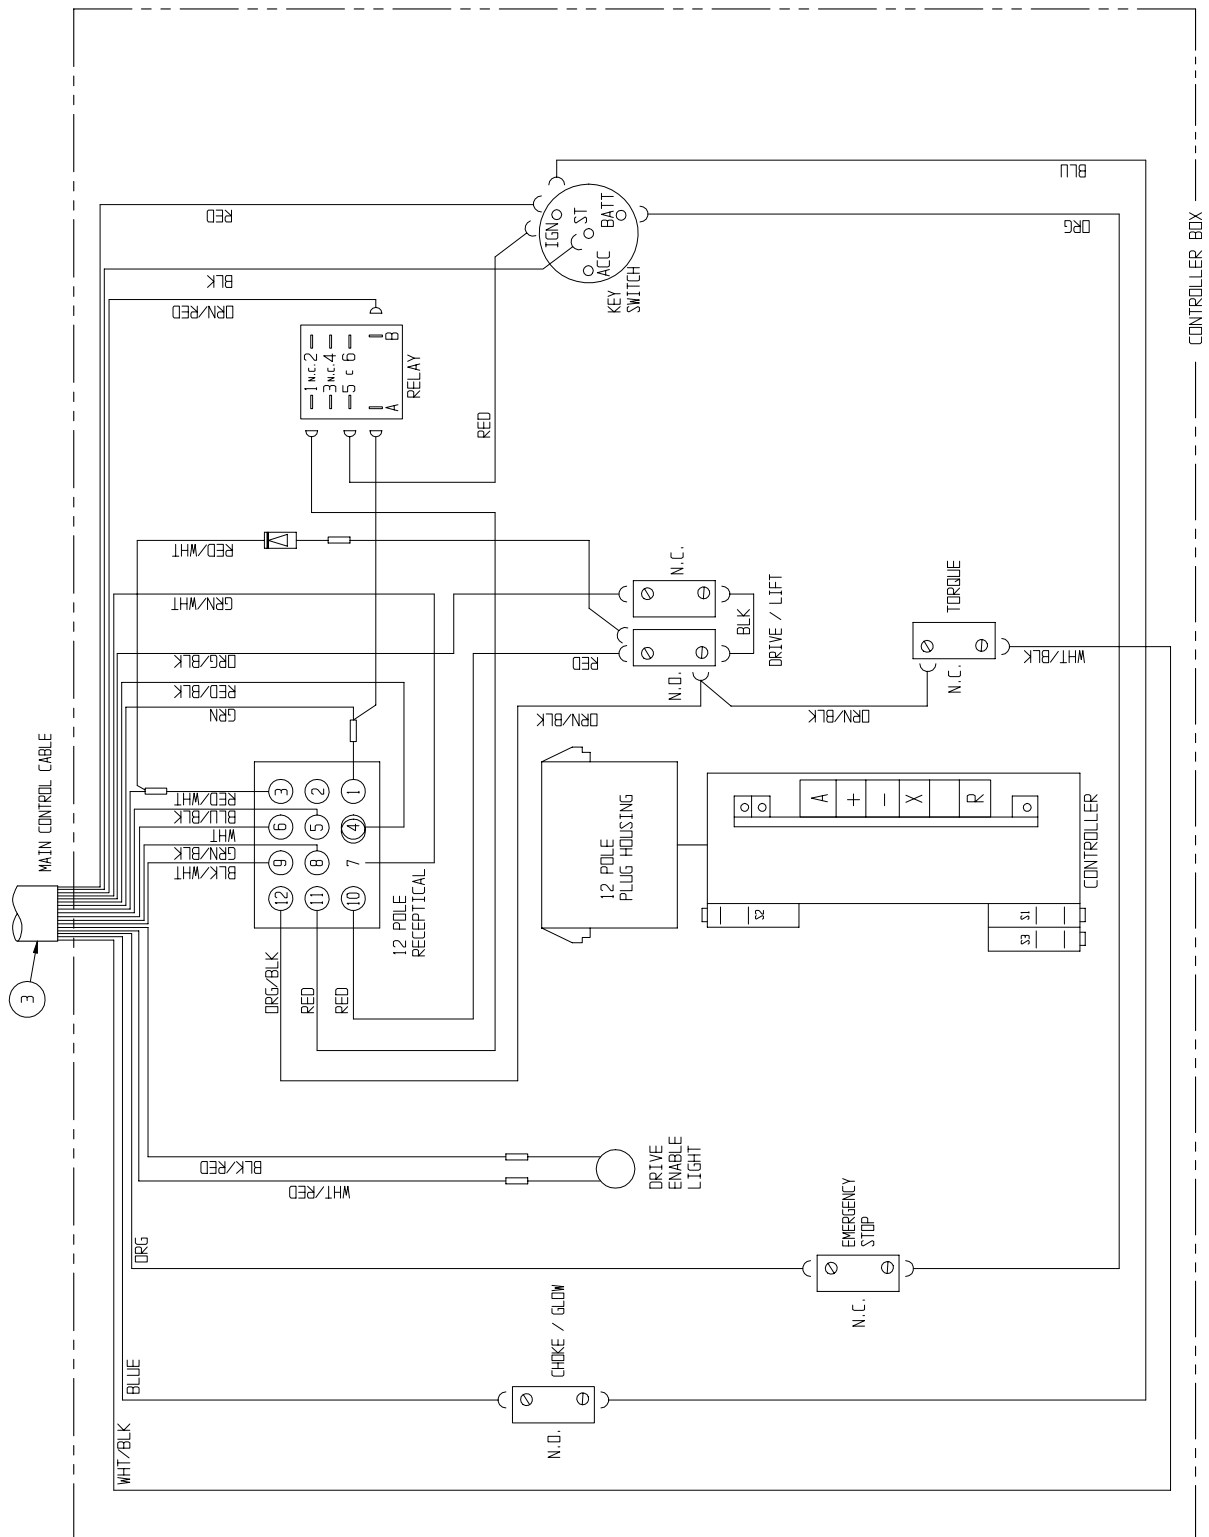 3
MAIN CONTROL CABLE
CONTROLLER BOX
RED
BLK
ORN/RED
BLU
ORG
IGN
ST
BATT
ACC
KEY
SWITCH
1 N.C. 2
3 N.C. 4
5 C 6
A
B
RELAY
RED
RED/WHT
GRN/WHT
ORG/BLK
RED/BLK
GRN
RED/WHT
BLU/BLK
WHT
GRN/BLK
BLK/WHT
3
2
1
6
5
4
9
8
7
12
11
10
12 POLE
RECEPTICAL
ORG/BLK
RED
RED
RED
N.C.
N.O.
BLK
DRIVE / LIFT
ORN/BLK
ORN/BLK
TORQUE
N.C.
WHT/BLK
12 POLE
PLUG HOUSING
A
+
-
X
R
S2
S1
S3
CONTROLLER
BLK/RED
WHT/RED
DRIVE
ENABLE
LIGHT
ORG
EMERGENCY
STOP
N.C.
BLUE
CHOKE / GLOW
N.O.
WHT/BLK